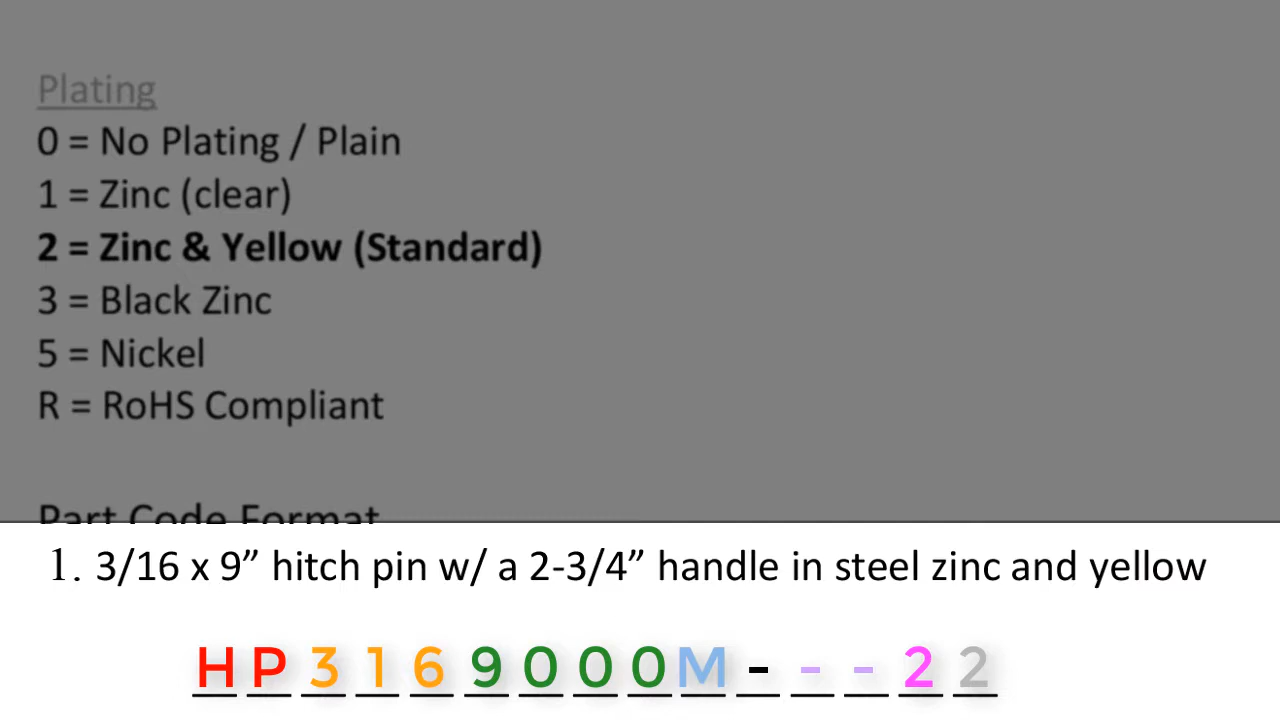 Plating
0 = No Plating / Plain
1 = Zinc (clear)
2 = Zinc & Yellow (Standard)
3 = Black Zinc
5 = Nickel
R = RoHS Compliant
Part Code Format
1. 3/16 x 9” hitch pin w/ a 2-3/4” handle in steel zinc and yellow
HP3169000M---22